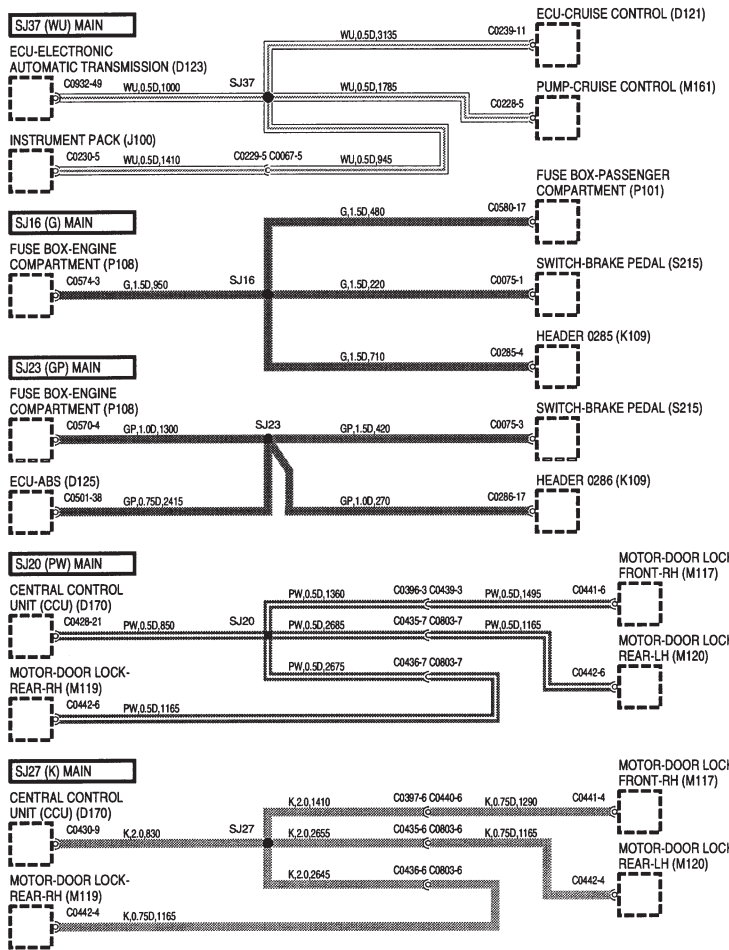 SJ37 (WU) MAIN
ECU-ELECTRONIC
AUTOMATIC TRANSMISSION (D123)
C0932-49
WU,0.5D,1000
SJ37
WU,0.5D,3135
C0239-11
ECU-CRUISE CONTROL (D121)
WU,0.5D,1785
C0228-5
PUMP-CRUISE CONTROL (M161)
INSTRUMENT PACK (J100)
C0230-5
WU,0.5D,1410
C0229-5 C0067-5
WU,0.5D,945
SJ16 (G) MAIN
FUSE BOX-ENGINE
COMPARTMENT (P108)
C0574-3
G,1.5D,950
SJ16
G,1.5D,480
C0580-17
FUSE BOX-PASSENGER
COMPARTMENT (P101)
G,1.5D,220
C0075-1
SWITCH-BRAKE PEDAL (S215)
G,1.5D,710
C0285-4
HEADER 0285 (K109)
SJ23 (GP) MAIN
FUSE BOX-ENGINE
COMPARTMENT (P108)
C0570-4
GP,1.0D,1300
SJ23
GP,1.5D,420
C0075-3
SWITCH-BRAKE PEDAL (S215)
ECU-ABS (D125)
C0501-38
GP,0.75D,2415
GP,1.0D,270
C0286-17
HEADER 0286 (K109)
SJ20 (PW) MAIN
CENTRAL CONTROL
UNIT (CCU) (D170)
C0428-21
PW,0.5D,850
SJ20
PW,0.5D,1360
C0396-3 C0439-3
PW,0.5D,1495
C0441-6
MOTOR-DOOR LOCK
FRONT-RH (M117)
PW,0.5D,2685
C0435-7 C0803-7
PW,0.5D,1165
C0442-6
MOTOR-DOOR LOCK
REAR-LH (M120)
PW,0.5D,2675
C0436-7 C0803-7
MOTOR-DOOR LOCK-
REAR-RH (M119)
C0442-6
PW,0.5D,1165
SJ27 (K) MAIN
CENTRAL CONTROL
UNIT (CCU) (D170)
C0430-9
K,2.0,830
SJ27
K,2.0,1410
C0397-6 C0440-6
K,0.75D,1290
C0441-4
MOTOR-DOOR LOCK
FRONT-RH (M117)
K,2.0,2655
C0435-6 C0803-6
K,0.75D,1165
C0442-4
MOTOR-DOOR LOCK
REAR-LH (M120)
K,2.0,2645
C0436-6 C0803-6
MOTOR-DOOR LOCK-
REAR-RH (M119)
C0442-4
K,0.75D,1165